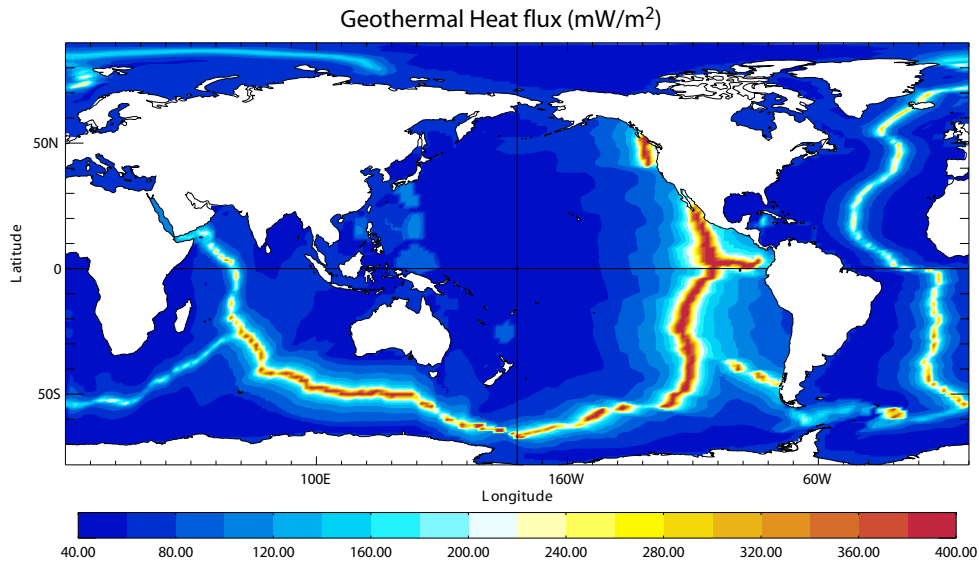 Geothermal Heat flux (mW/m²)
50N
0
50S
Latitude
100E 160W 60W
Longitude
40.00 80.00 120.00 160.00 200.00 240.00 280.00 320.00 360.00 400.00